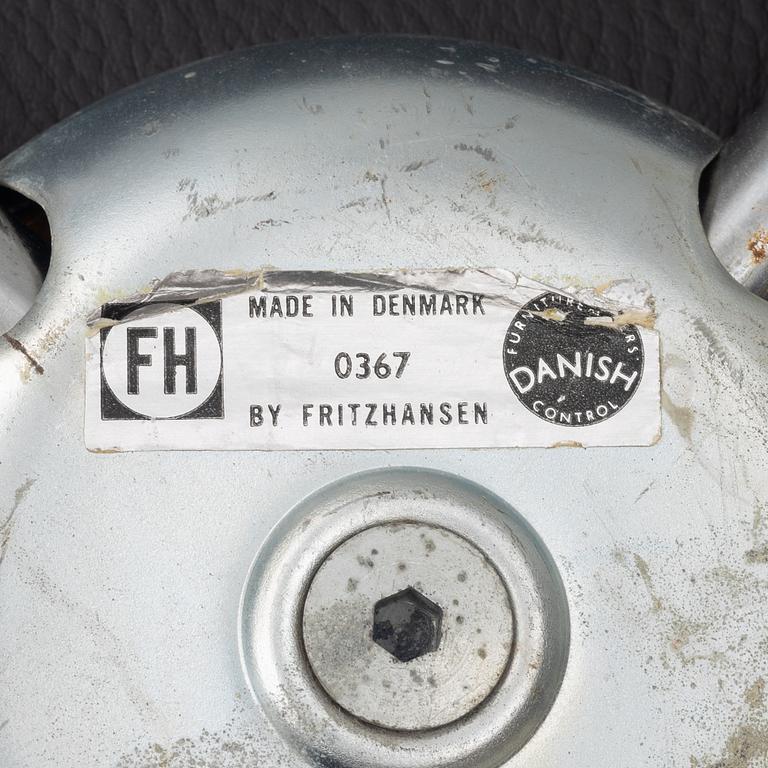 FH
MADE IN DENMARK
0367
BY FRITZHANSEN
DANISH
CONTROL